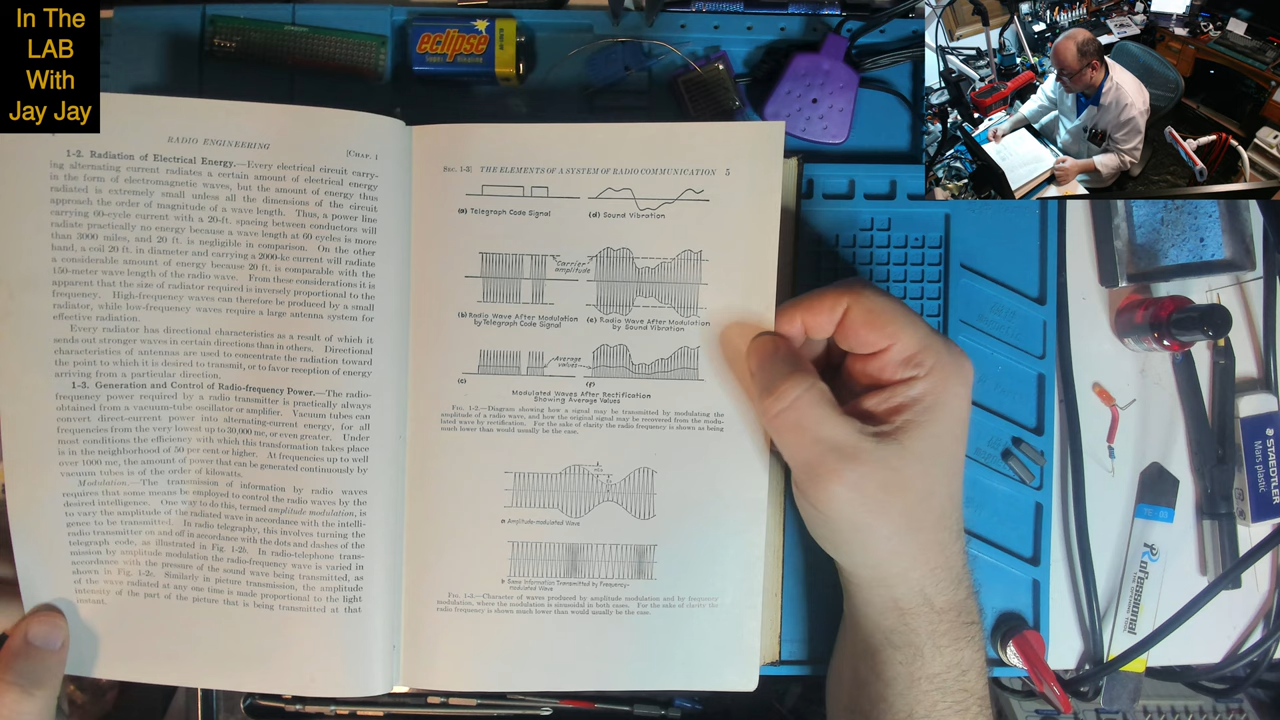 In The
LAB
With
Jay Jay
eclipse
RADIO ENGINEERING
[CHAP. 1
1-2. Radiation of Electrical Energy.—Every electrical circuit carry-
ing alternating current radiates a certain amount of electrical energy
in the form of electromagnetic waves, but the amount of energy thus
radiated is extremely small unless all the dimensions of the circuit
approach the order of magnitude of a wave length. Thus, a power line
carrying 60-cycle current with a 20-ft. spacing between conductors will
radiate practically no energy because a wave length at 60 cycles is more
than 3000 miles, and 20 ft. is negligible in comparison. On the other
hand, a coil 20 ft. in diameter and carrying a 2000-kc current will radiate
a considerable amount of energy because 20 ft. is comparable with the
150-meter wave length of the radio wave. From these considerations it is
apparent that the size of radiator required is inversely proportional to the
frequency. High-frequency waves can therefore be produced by a small
radiator, while low-frequency waves require a large antenna system for
effective radiation.
Every radiator has directional characteristics as a result of which it
sends out stronger waves in certain directions than in others. Directional
characteristics of antennas are used to concentrate the radiation toward
the point to which it is desired to transmit, or to favor reception of energy
arriving from a particular direction.
1-3. Generation and Control of Radio-frequency Power.—The radio-
frequency power required by a radio transmitter is practically always
obtained from a vacuum-tube oscillator or amplifier. Vacuum tubes can
convert direct-current power into alternating-current energy, for all
frequencies from the very lowest up to 30,000 mc, or even greater. Under
most conditions the efficiency with which this transformation takes place
is in the neighborhood of 50 per cent or higher. At frequencies up to well
over 1000 mc, the amount of power that can be generated continuously by
vacuum tubes is of the order of kilowatts.
Modulation.—The transmission of information by radio waves
requires that some means be employed to control the radio waves by the
desired intelligence. One way to do this, termed amplitude modulation, is
to vary the amplitude of the radiated wave in accordance with the intelli-
gence to be transmitted. In radio telegraphy, this involves turning the
radio transmitter on and off in accordance with the dots and dashes of the
telegraph code, as illustrated in Fig. 1-2b. In radio-telephone trans-
mission by amplitude modulation the radio-frequency wave is varied in
accordance with the pressure of the sound wave being transmitted, as
shown in Fig. 1-2e. Similarly in picture transmission, the amplitude
of the wave radiated at any one time is made proportional to the light
intensity of the part of the picture that is being transmitted at that
instant.
SEC. 1-3] THE ELEMENTS OF A SYSTEM OF RADIO COMMUNICATION 5
(a) Telegraph Code Signal
(d) Sound Vibration
Carrier
amplitude
(b) Radio Wave After Modulation
by Telegraph Code Signal
(e) Radio Wave After Modulation
by Sound Vibration
Average
values
(c)
(f)
Modulated Waves After Rectification
Showing Average Values
FIG. 1-2.—Diagram showing how a signal may be transmitted by modulating the
amplitude of a radio wave, and how the original signal may be recovered from the modu-
lated wave by rectification. For the sake of clarity the radio frequency is shown as being
much lower than would usually be the case.
a Amplitude-modulated Wave
b Same Information Transmitted by Frequency-
Modulated Wave
FIG. 1-3.—Character of waves produced by amplitude modulation and by frequency
modulation, where the modulation is sinusoidal in both cases. For the sake of clarity the
radio frequency is shown much lower than would usually be the case.
STAEDTLER
Mars plastic
TE-03
Rofessional